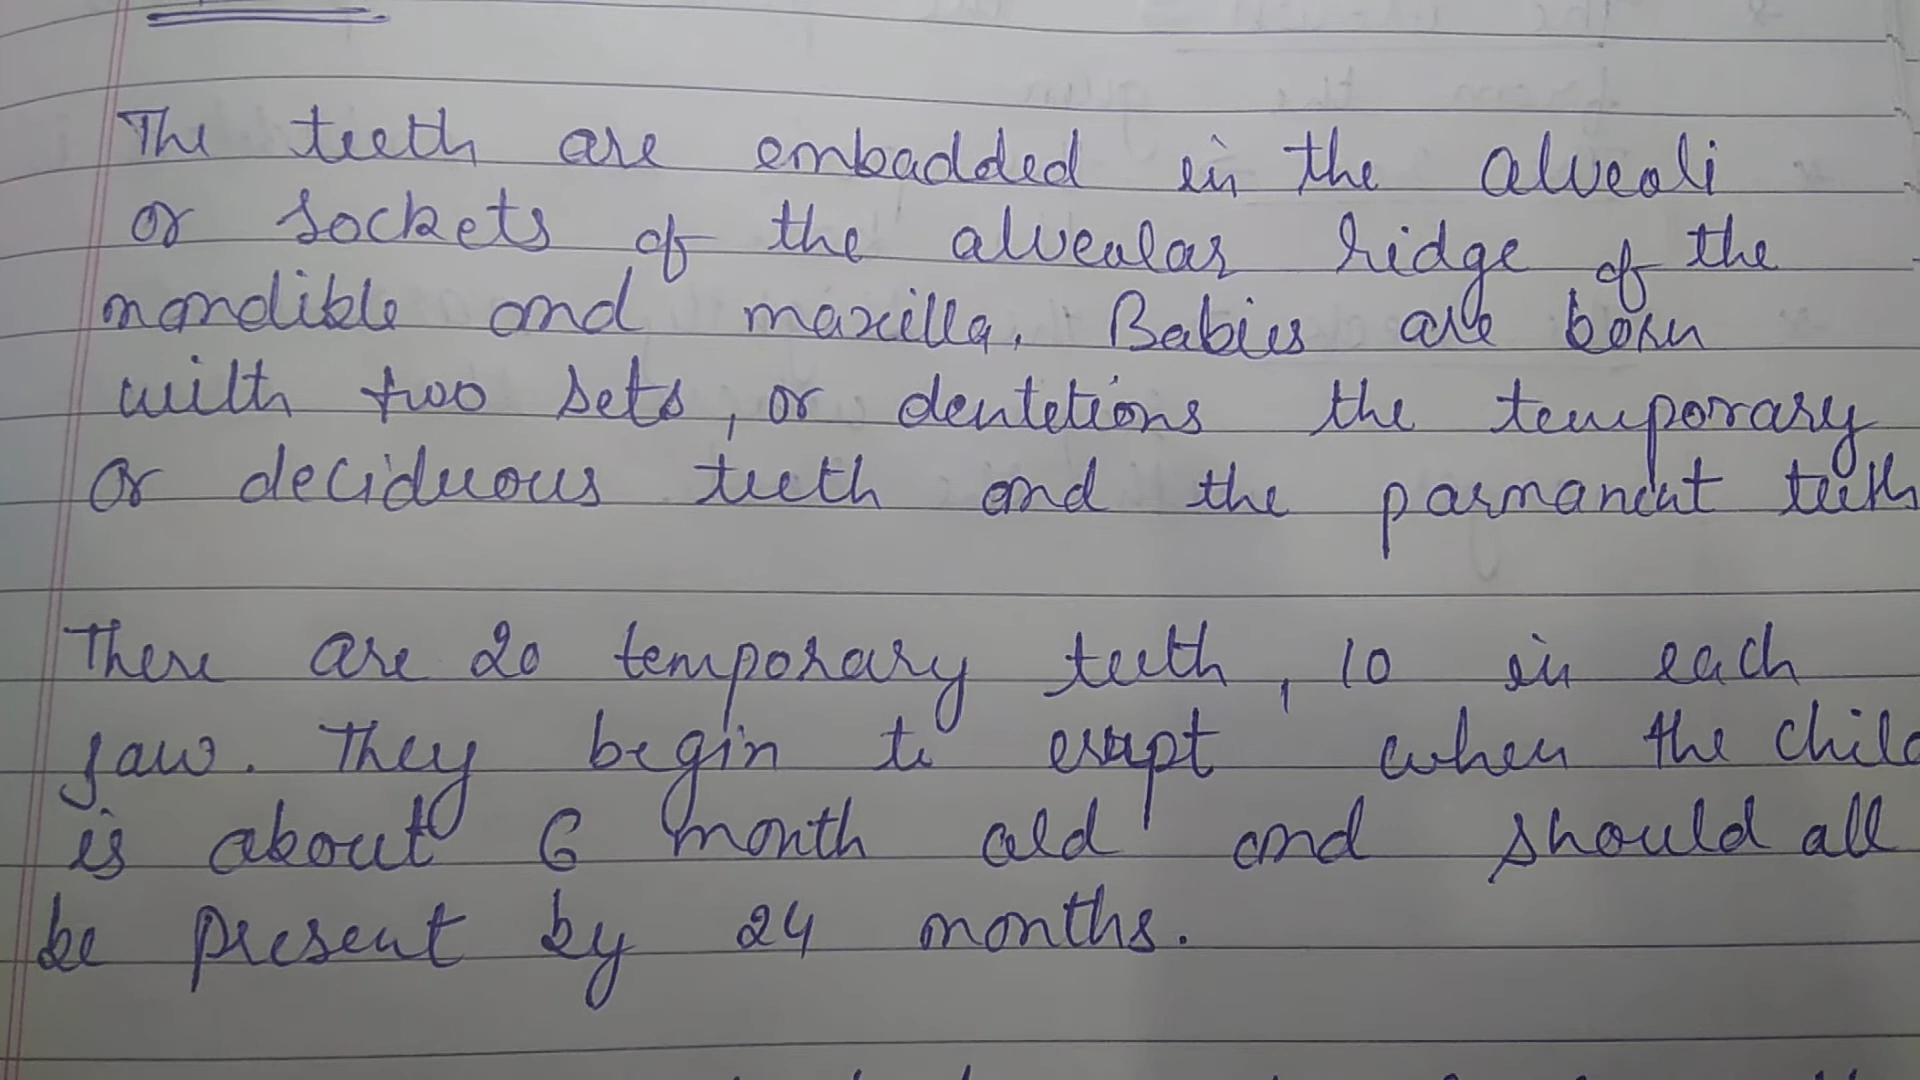 The teeth are embadded in the alveoli
or sockets of the alvealar ridge of the
mandible and maxilla. Babies are born
with two sets, or dentetions the temporary
or deciduous teeth and the parmanent teeth
There are 20 temporary teeth, 10 in each
jaw. They begin to erupt when the child
is about 6 month old and should all
be present by 24 months.